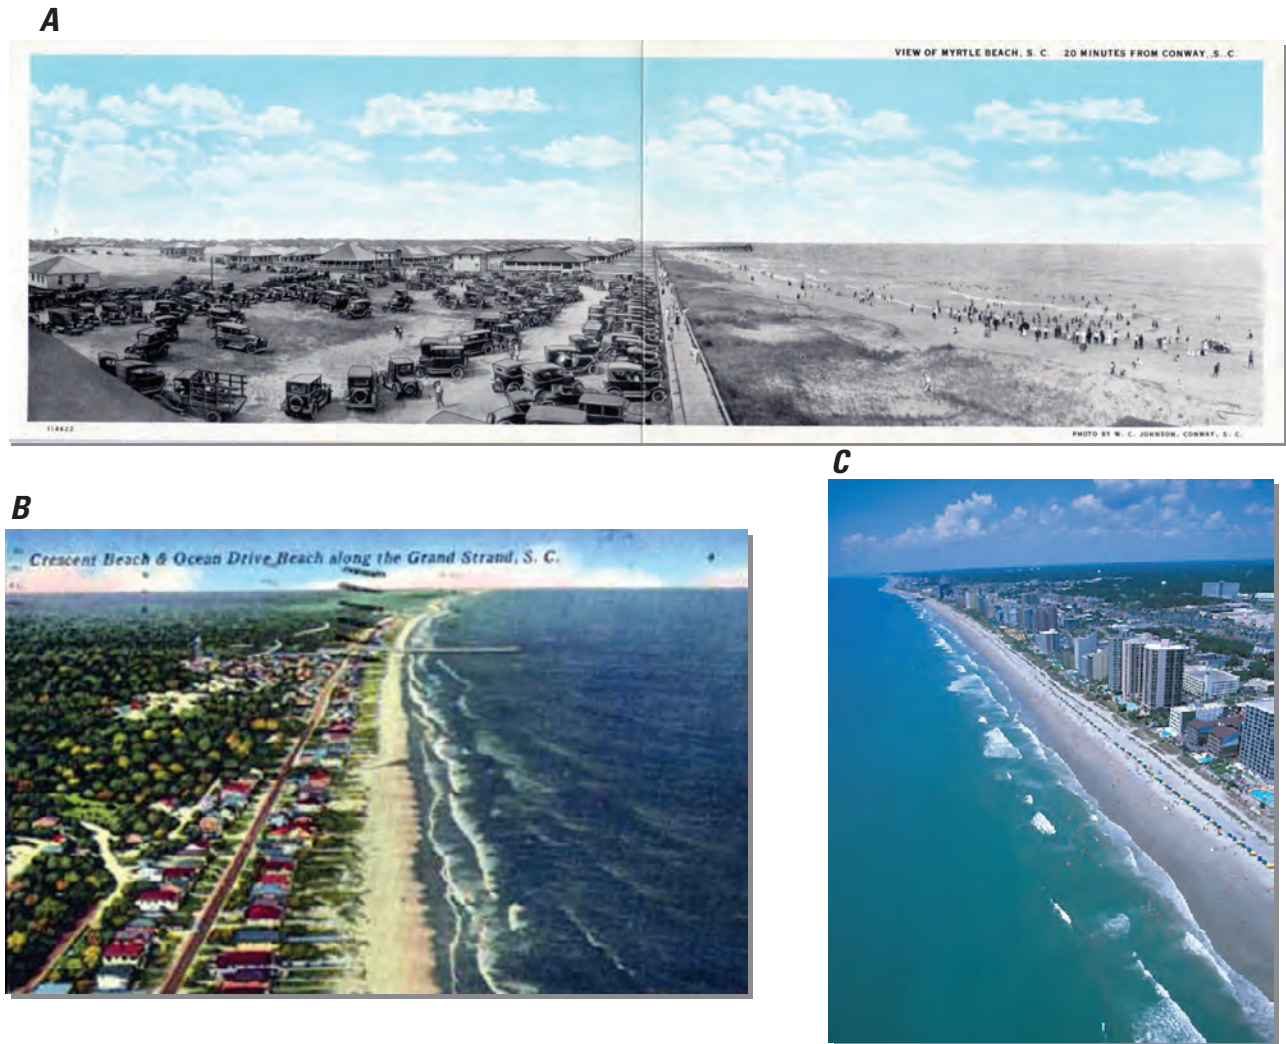 A
VIEW OF MYRTLE BEACH, S. C. 20 MINUTES FROM CONWAY, S. C.
114622
PHOTO BY W. C. JOHNSON, CONWAY, S. C.
B
Crescent Beach & Ocean Drive Beach along the Grand Strand, S. C.
C